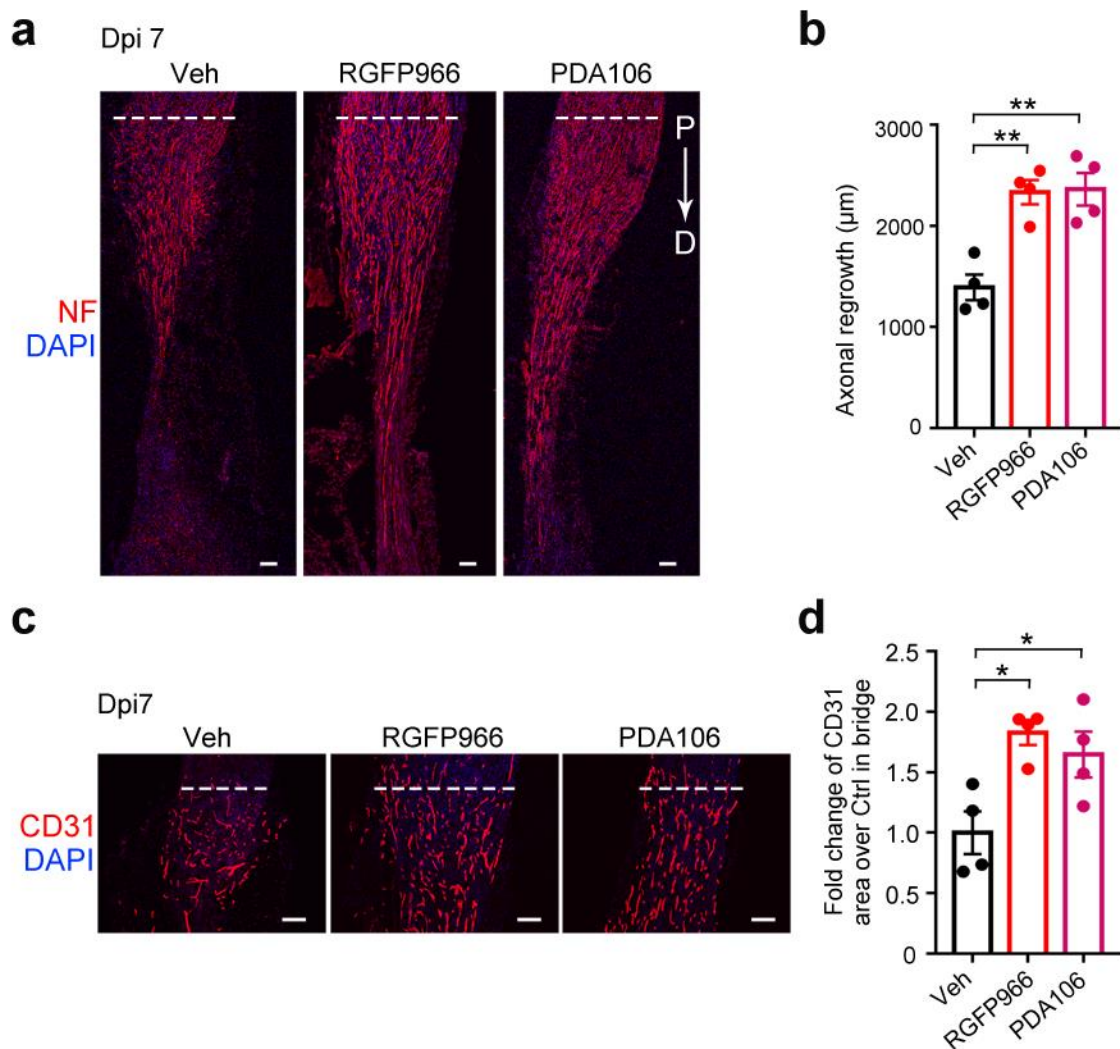 a
Dpi 7
Veh
RGFP966
PDA106
P
D
NF
DAPI
b
**
**
3000
2000
1000
0
Axonal regrowth (µm)
Veh
RGFP966
PDA106
c
Dpi7
Veh
RGFP966
PDA106
CD31
DAPI
d
*
*
2.5
2.0
1.5
1.0
0.5
0
Fold change of CD31
area over Ctrl in bridge
Veh
RGFP966
PDA106